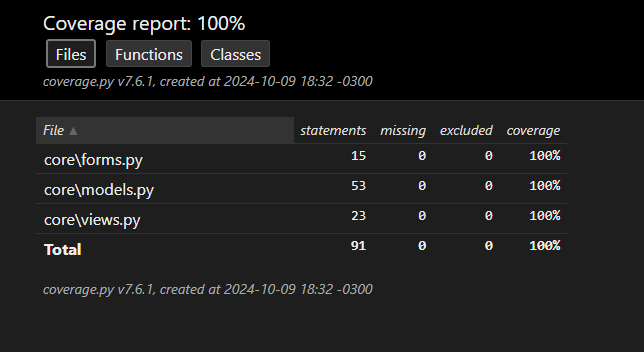 Coverage report: 100%
Files Functions Classes
coverage.py v7.6.1, created at 2024-10-09 18:32 -0300
File ▲ statements missing excluded coverage
core\forms.py 15 0 0 100%
core\models.py 53 0 0 100%
core\views.py 23 0 0 100%
Total 91 0 0 100%
coverage.py v7.6.1, created at 2024-10-09 18:32 -0300